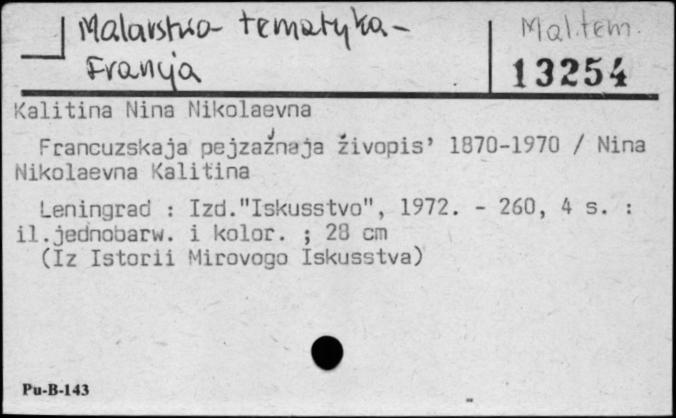 Malarstwo - tematyka -
Francja
Mal. tem.
13254
Kalitina Nina Nikolaevna
Francuzskaja pejzažnaja živopis' 1870-1970 / Nina
Nikolaevna Kalitina
Leningrad : Izd."Iskusstvo", 1972. - 260, 4 s. :
il.jednobarw. i kolor. ; 28 cm
(Iz Istorii Mirovogo Iskusstva)
Pu-B-143